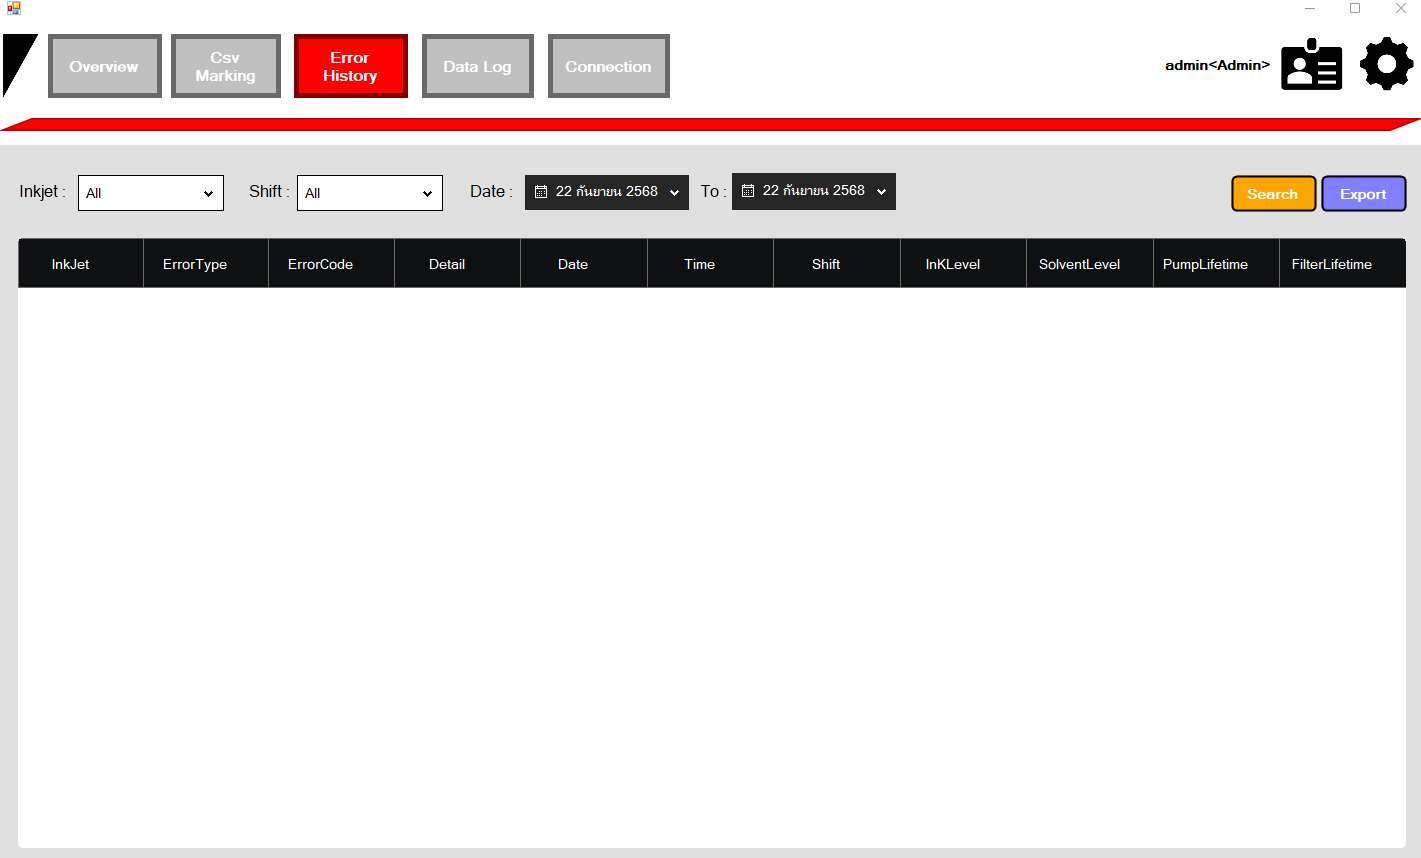 Overview
Csv
Marking
Error
History
Data Log
Connection
admin<Admin>
Inkjet :
All
Shift :
All
Date :
22 กันยายน 2568
To :
22 กันยายน 2568
Search
Export
InkJet
ErrorType
ErrorCode
Detail
Date
Time
Shift
InKLevel
SolventLevel
PumpLifetime
FilterLifetime